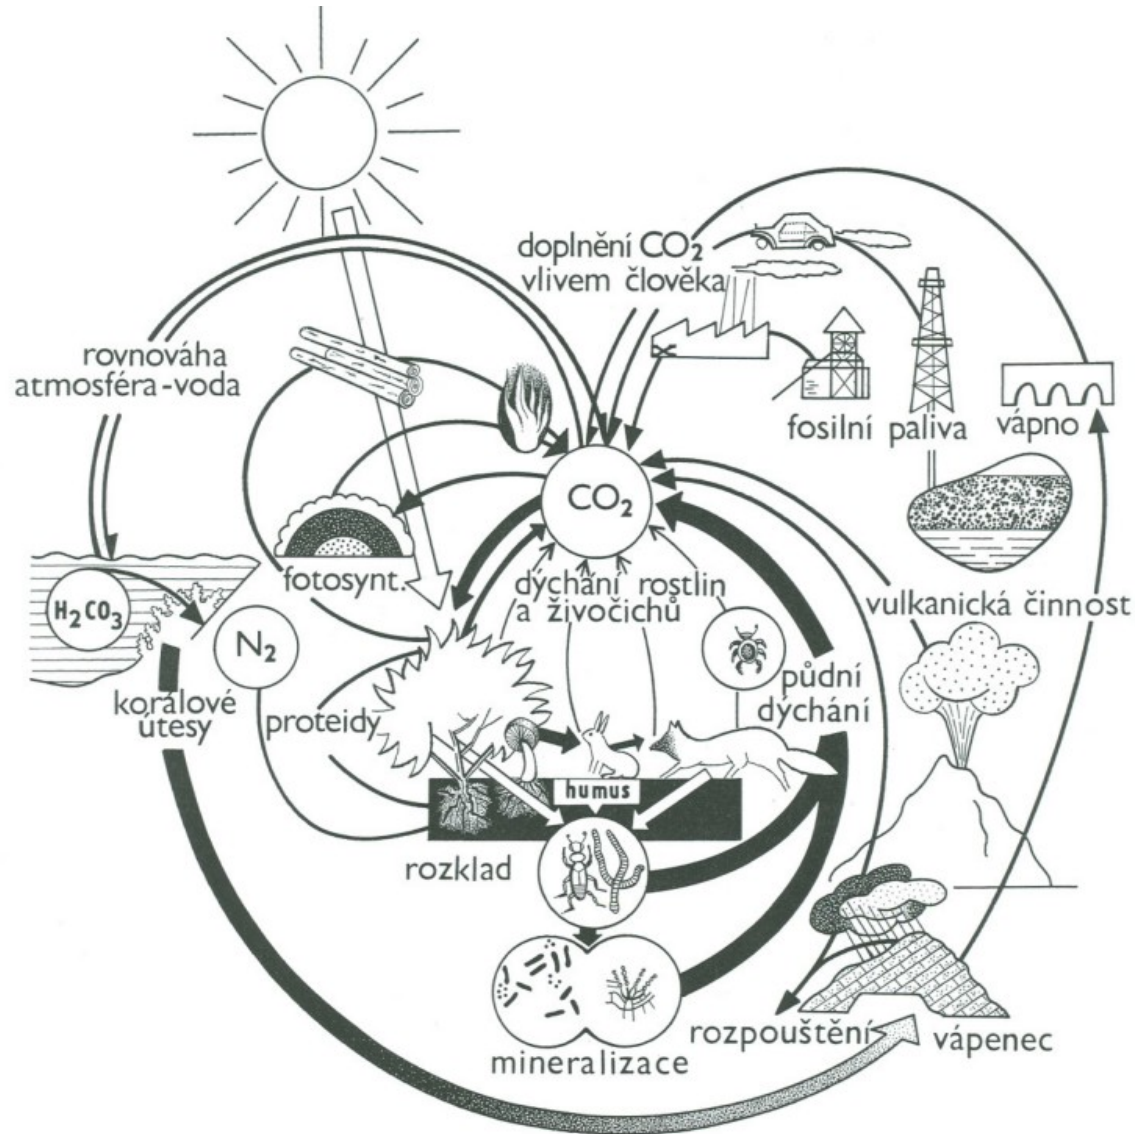 doplnění CO₂
vlivem člověka
rovnováha
atmosféra-voda
fosilní paliva
vápno
CO₂
fotosynt.
dýchání rostlin
a živočichů
vulkanická činnost
H₂CO₃
N₂
půdní
dýchání
korálové
útesy
proteidy
humus
rozklad
rozpouštění
vápenec
mineralizace